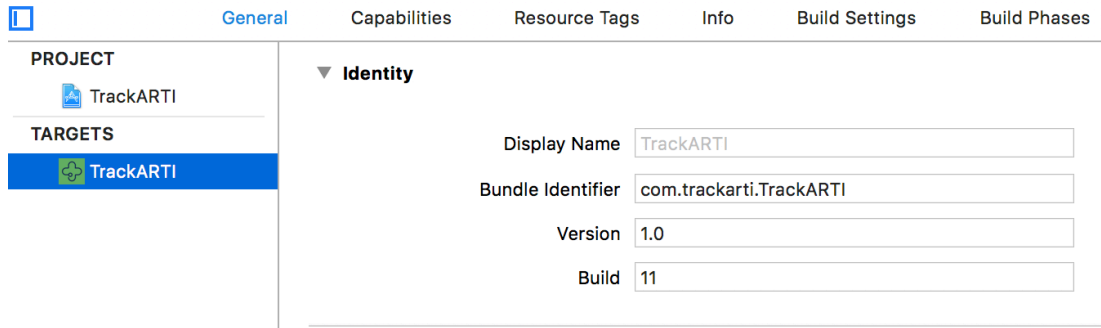 General Capabilities Resource Tags Info Build Settings Build Phases
PROJECT
TrackARTI
TARGETS
TrackARTI
Identity
Display Name TrackARTI
Bundle Identifier com.trackarti.TrackARTI
Version 1.0
Build 11